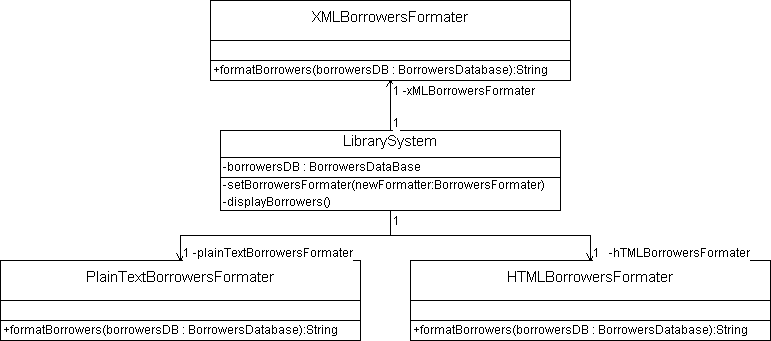 XMLBorrowersFormater
+formatBorrowers(borrowersDB : BorrowersDatabase):String
1 -xMLBorrowersFormater
1
LibrarySystem
-borrowersDB : BorrowersDataBase
-setBorrowersFormater(newFormatter:BorrowersFormater)
-displayBorrowers()
1
1 -plainTextBorrowersFormater
1 -hTMLBorrowersFormater
PlainTextBorrowersFormater
+formatBorrowers(borrowersDB : BorrowersDatabase):String
HTMLBorrowersFormater
+formatBorrowers(borrowersDB : BorrowersDatabase):String